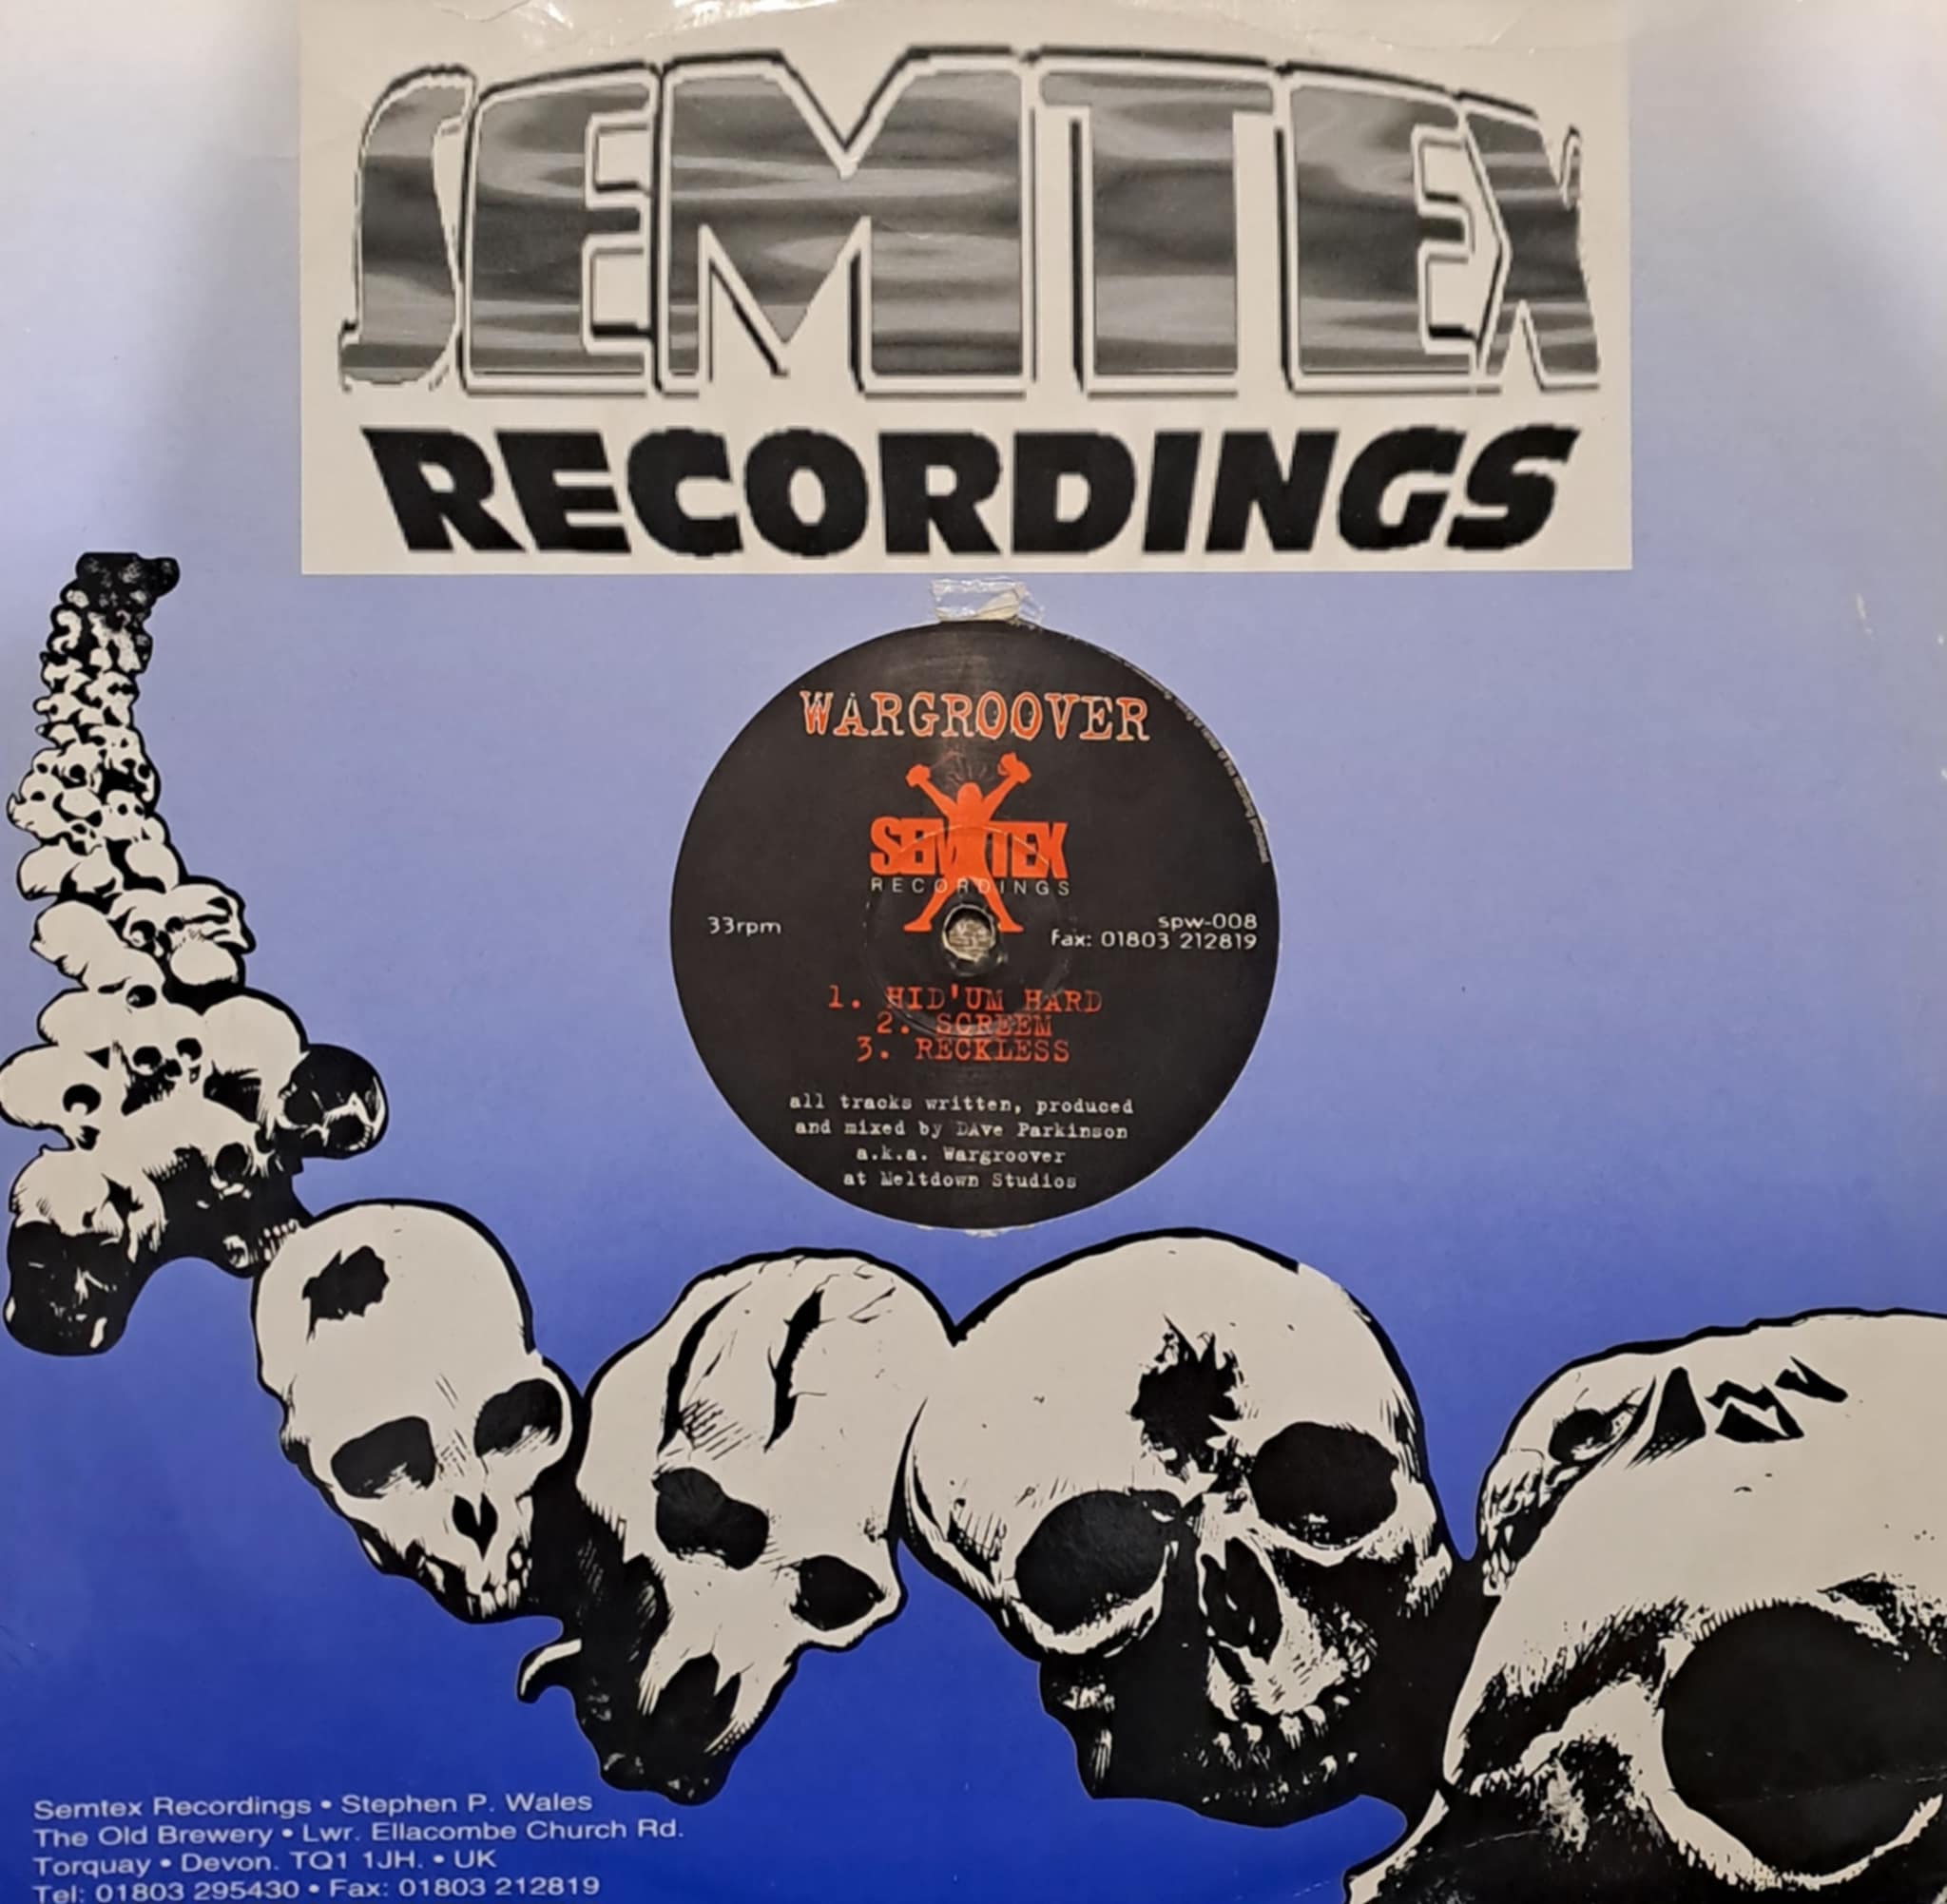 SEMTEX
RECORDINGS
WARGROOVER
SEMTEX
RECORDINGS
33rpm
spw-008
Fax: 01803 212819
1. HID'UM HARD
2. SCREEM
3. RECKLESS
all tracks written, produced
and mixed by DAve Parkinson
a.k.a. Wargroover
at Meltdown Studios
Semtex Recordings • Stephen P. Wales
The Old Brewery • Lwr. Ellacombe Church Rd.
Torquay • Devon. TQ1 1JH. • UK
Tel: 01803 295430 • Fax: 01803 212819